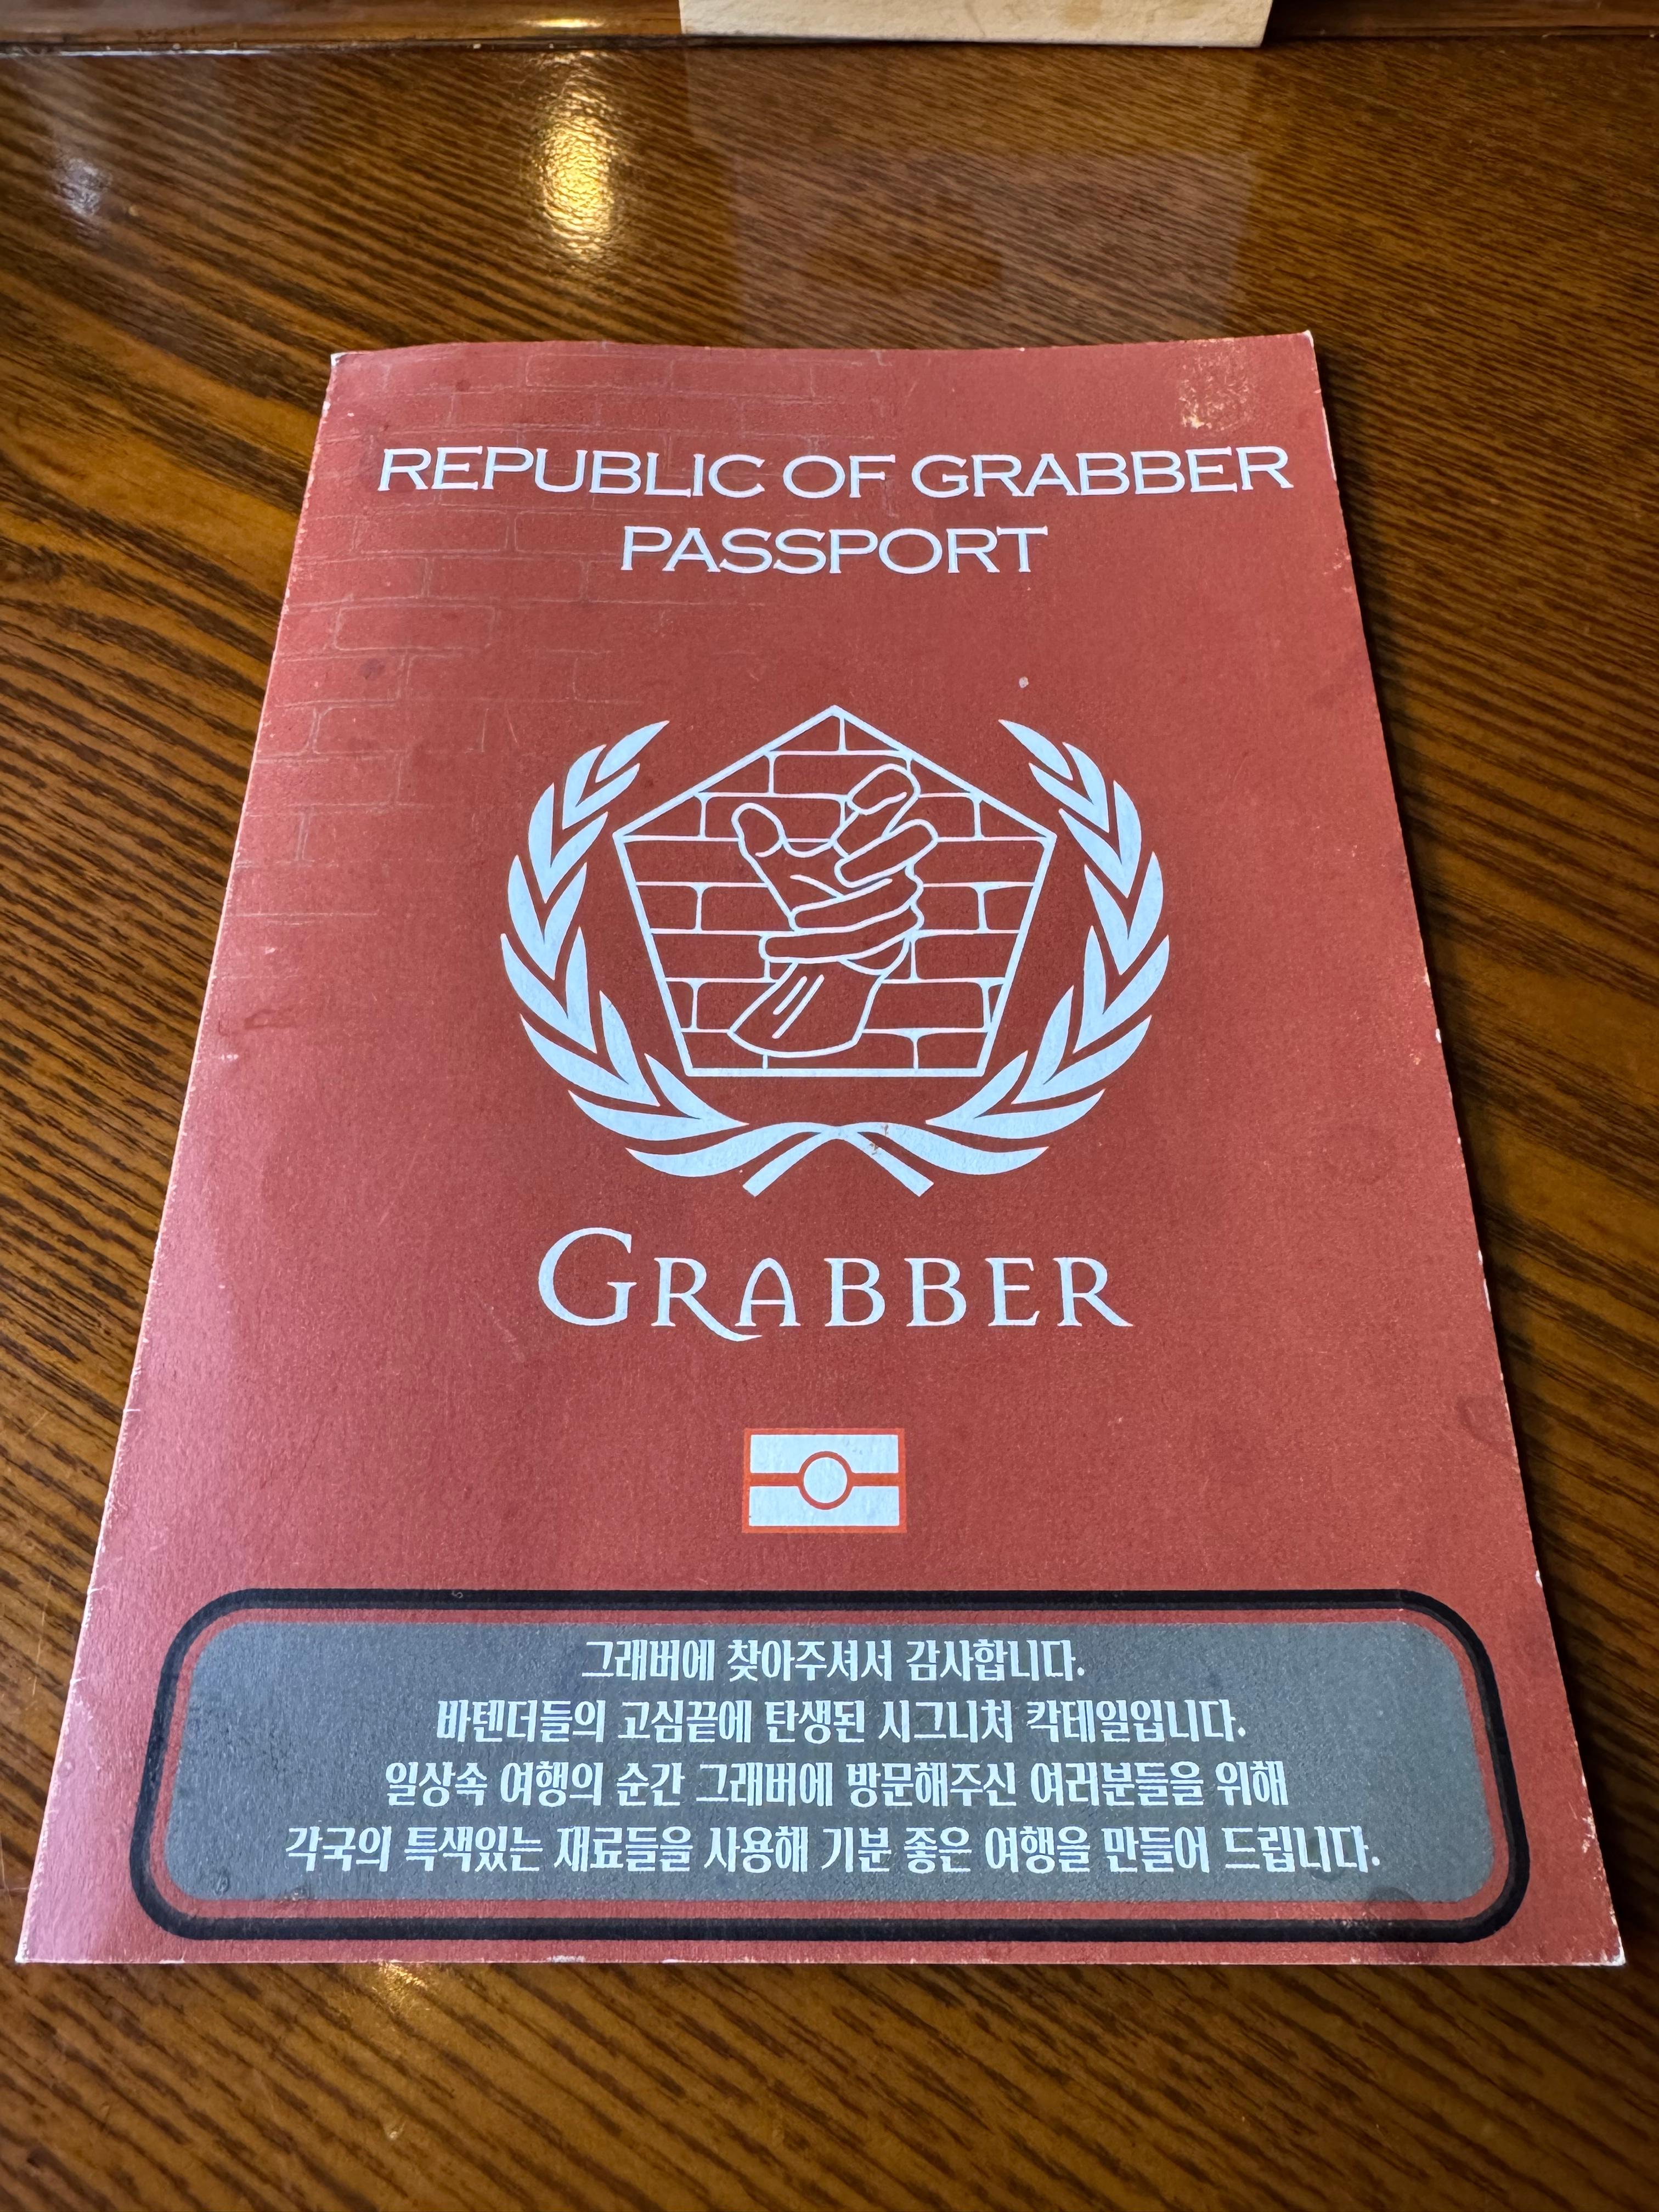 REPUBLIC OF GRABBER
PASSPORT
GRABBER
그래버에 찾아주셔서 감사합니다.
바텐더들의 고심끝에 탄생된 시그니처 칵테일입니다.
일상속 여행의 순간 그래버에 방문해주신 여러분들을 위해
각국의 특색있는 재료들을 사용해 기분 좋은 여행을 만들어 드립니다.